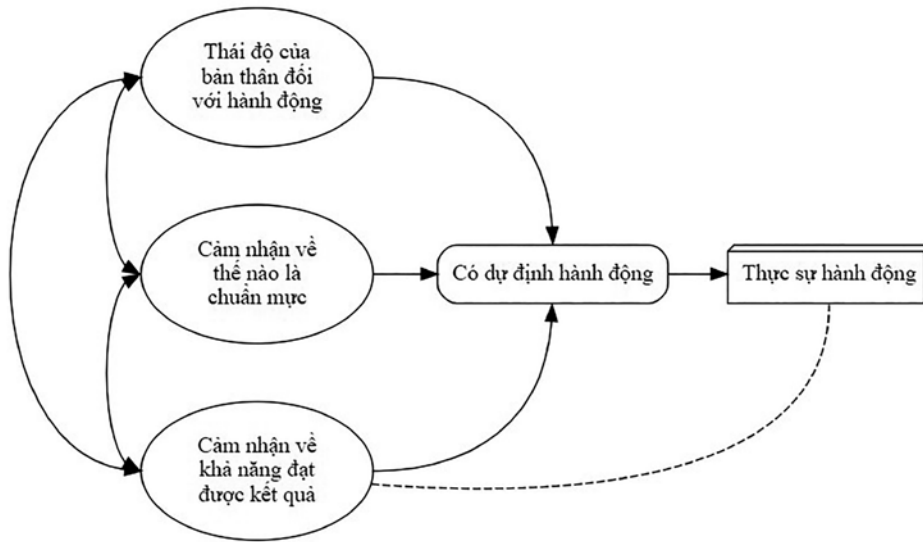 Thái độ của
bản thân đối
với hành động
Cảm nhận về
thế nào là
chuẩn mực
Có dự định hành động
Thực sự hành động
Cảm nhận về
khả năng đạt
được kết quả